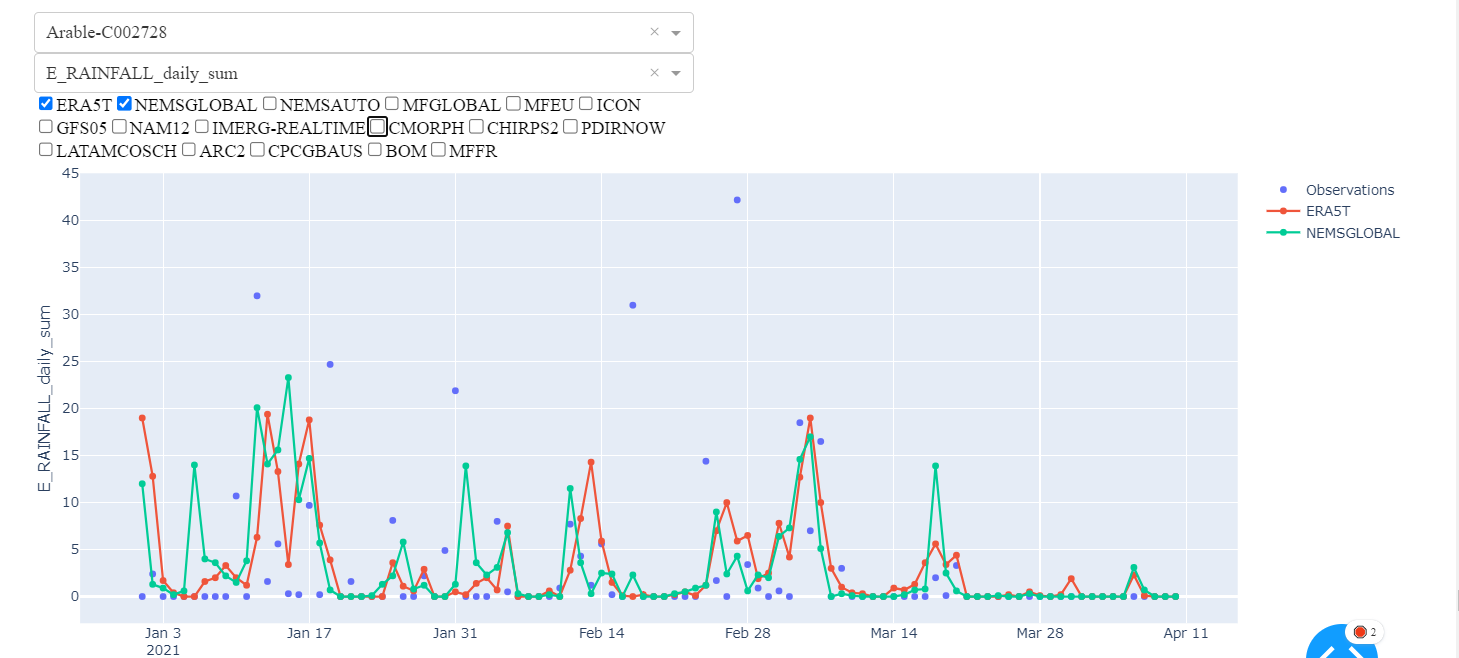 Arable-C002728
E_RAINFALL_daily_sum
ERA5T NEMSGLOBAL NEMSAUTO MFGLOBAL MFEU ICON
GFS05 NAM12 IMERG-REALTIME CMORPH CHIRPS2 PDIRNOW
LATAMCOSCH ARC2 CPCGBAUS BOM MFFR
45
40
35
30
25
20
15
10
5
0
E_RAINFALL_daily_sum
Jan 3 Jan 17 Jan 31 Feb 14 Feb 28 Mar 14 Mar 28 Apr 11
2021
Observations
ERA5T
NEMSGLOBAL
2